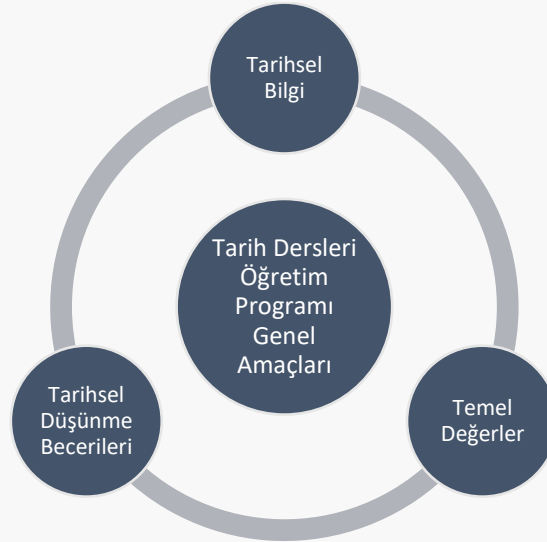 Tarihsel
Bilgi
Tarih Dersleri
Öğretim
Programı
Genel
Amaçları
Tarihsel
Düşünme
Becerileri
Temel
Değerler